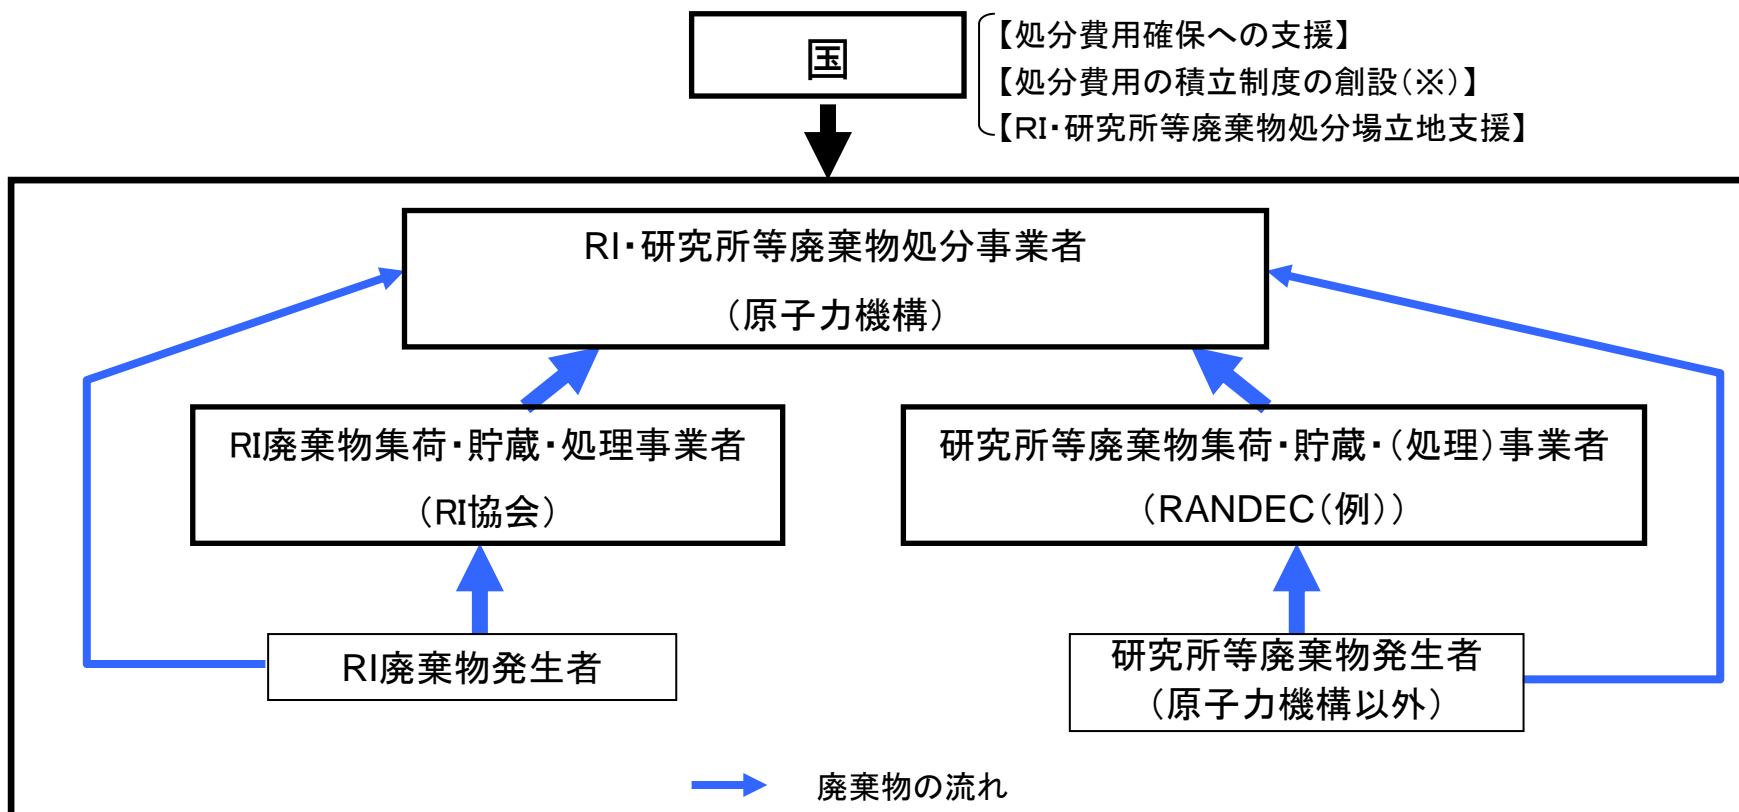 国
【処分費用確保への支援】
【処分費用の積立制度の創設(※)】
【RI・研究所等廃棄物処分場立地支援】
RI・研究所等廃棄物処分事業者
(原子力機構)
RI廃棄物集荷・貯蔵・処理事業者
(RI協会)
研究所等廃棄物集荷・貯蔵・(処理)事業者
(RANDEC(例))
RI廃棄物発生者
研究所等廃棄物発生者
(原子力機構以外)
廃棄物の流れ